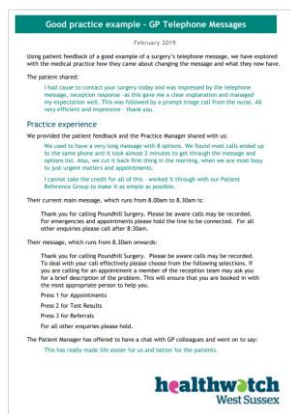 Good practice example - GP Telephone Messages
February 2019
Using patient feedback of a good example of a surgery's telephone message, we have explored
with the medical practice how they came about changing the message and what they now have.
The patient shared:
I had cause to contact your surgery today and was impressed by the telephone
message, reception response -as this gave me a clear explanation and managed
my expectation well. This was followed by a prompt triage call from the nurse. All
very efficient and impressive - thank you.
Practice experience
We provided the patient feedback and the Practice Manager shared with us:
We used to have a very long message with 8 options. We found most calls ended up
to the same phone and it took almost 2 minutes to get through the message and
options list. Also, we cut it back first thing in the morning, when we are most busy
to just urgent matters and appointments.
I cannot take the credit for all of this - worked it through with our Patient
Reference Group to make it as simple as possible.
Their current main message, which runs from 8.00am to 8.30am is:
Thank you for calling Poundhill Surgery. Please be aware calls may be recorded.
For emergencies and appointments please hold the line to be connected. For all
other enquiries please call after 8:30am.
Their message, which runs from 8.30am onwards:
Thank you for calling Poundhill Surgery. Please be aware calls may be recorded.
To deal with your call effectively please choose from the following selections. If
you are calling for an appointment a member of the reception team may ask you
for a brief description of the problem. This will ensure that you are booked in with
the most appropriate person to help you.
Press 1 for Appointments
Press 2 for Test Results
Press 3 for Referrals
For all other enquiries please hold.
The Patient Manager has offered to have a chat with GP colleagues and went on to say:
This has really made life easier for us and better for the patients.
healthwatch
West Sussex